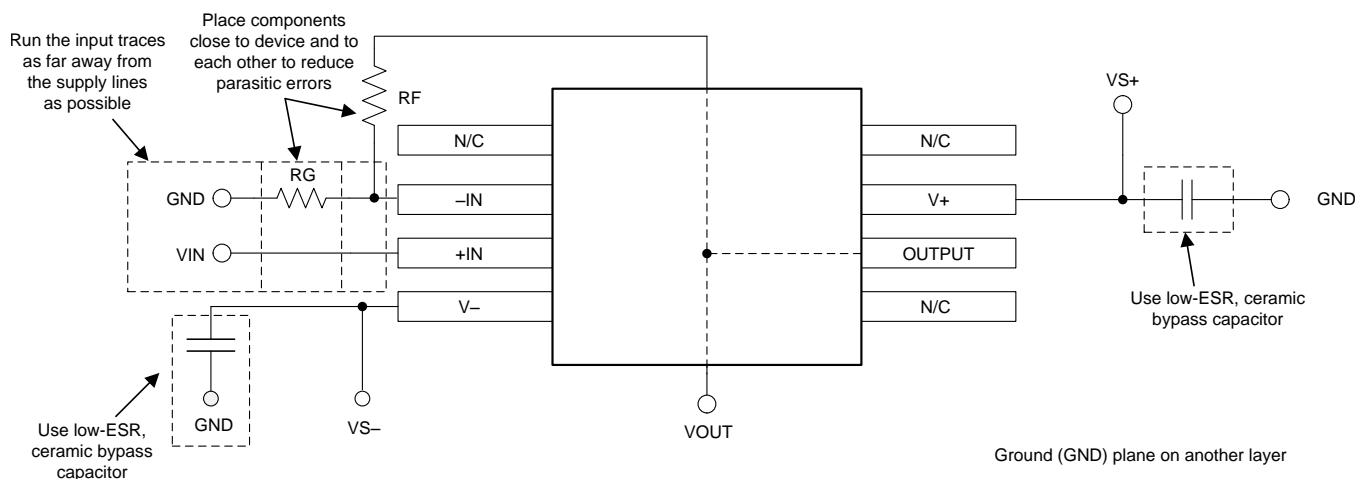 Run the input traces
as far away from
the supply lines
as possible
Place components
close to device and to
each other to reduce
parasitic errors
RF
N/C
N/C
VS+
RG
GND
–IN
V+
GND
VIN
+IN
OUTPUT
V–
N/C
Use low-ESR, ceramic
bypass capacitor
GND
VS–
VOUT
Use low-ESR,
ceramic bypass
capacitor
Ground (GND) plane on another layer